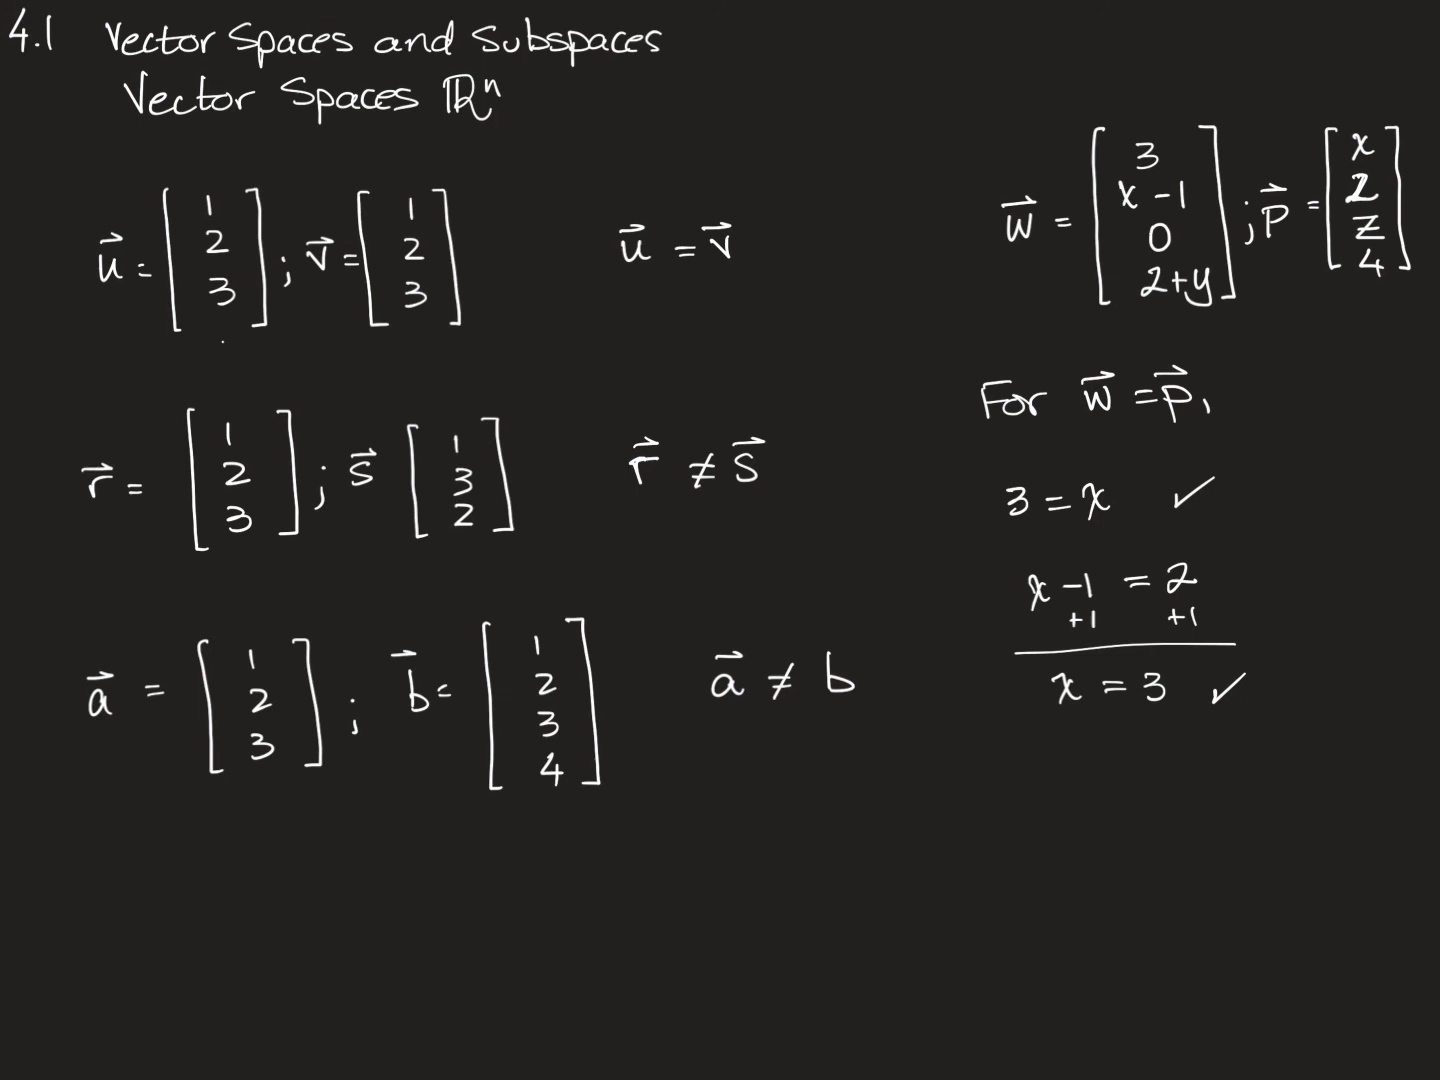 4.1 Vector Spaces and Subspaces
Vector Spaces ℝⁿ
u⃗ = [1 2 3] ; v⃗ = [1 2 3] u⃗ = v⃗
r⃗ = [1 2 3] ; s⃗ [1 3 2] r⃗ ≠ s⃗
a⃗ = [1 2 3] ; b⃗ = [1 2 3 4] a⃗ ≠ b
w⃗ = [3 x-1 0 2+y] ; p⃗ = [x 2 z 4]
For w⃗ = p⃗,
3 = x ✓
x - 1 = 2
+1 +1
x = 3 ✓